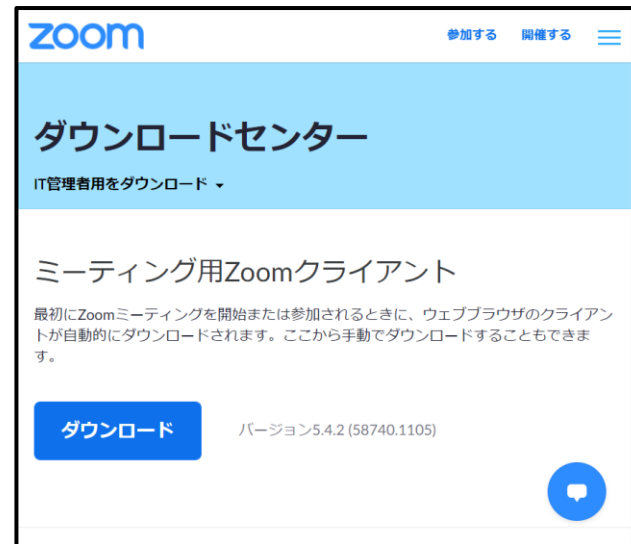 zoom
参加する 開催する
ダウンロードセンター
IT管理者用をダウンロード
ミーティング用Zoomクライアント
最初にZoomミーティングを開始または参加されるときに、ウェブブラウザのクライアン
トが自動的にダウンロードされます。ここから手動でダウンロードすることもできま
す。
ダウンロード バージョン5.4.2 (58740.1105)